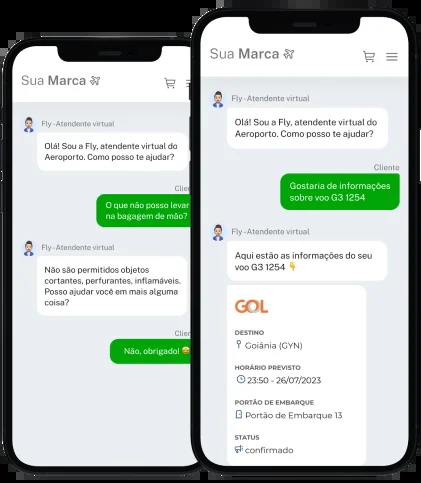 Sua Marca
Fly - Atendente virtual
Olá! Sou a Fly, atendente virtual do
Aeroporto. Como posso te ajudar?
Cliente
O que não posso levar
na bagagem de mão?
Fly - Atendente virtual
Não são permitidos objetos
cortantes, perfurantes, inflamáveis.
Posso ajudar você em mais alguma
coisa?
Clien
Não, obrigado!
Sua Marca
Fly - Atendente virtual
Olá! Sou a Fly, atendente virtual do
Aeroporto. Como posso te ajudar?
Cliente
Gostaria de informações
sobre voo G3 1254
Fly - Atendente virtual
Aqui estão as informações do seu
voo G3 1254
GOL
DESTINO
Goiânia (GYN)
HORÁRIO PREVISTO
23:50 - 26/07/2023
PORTÃO DE EMBARQUE
Portão de Embarque 13
STATUS
confirmado